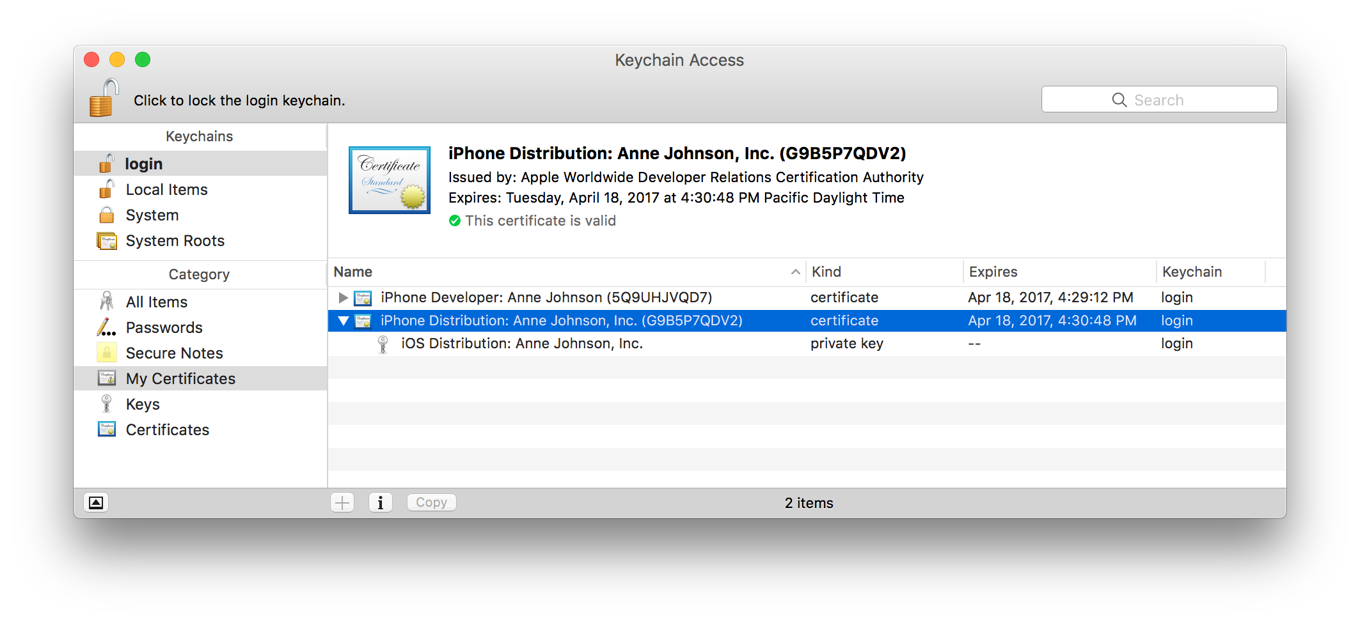 Keychain Access
Click to lock the login keychain.
Search
Keychains
login
Local Items
System
System Roots
Category
All Items
Passwords
Secure Notes
My Certificates
Keys
Certificates
Certificate
Standard
iPhone Distribution: Anne Johnson, Inc. (G9B5P7QDV2)
Issued by: Apple Worldwide Developer Relations Certification Authority
Expires: Tuesday, April 18, 2017 at 4:30:48 PM Pacific Daylight Time
This certificate is valid
Name Kind Expires Keychain
iPhone Developer: Anne Johnson (5Q9UHJVQD7) certificate Apr 18, 2017, 4:29:12 PM login
iPhone Distribution: Anne Johnson, Inc. (G9B5P7QDV2) certificate Apr 18, 2017, 4:30:48 PM login
iOS Distribution: Anne Johnson, Inc. private key -- login
Copy
2 items